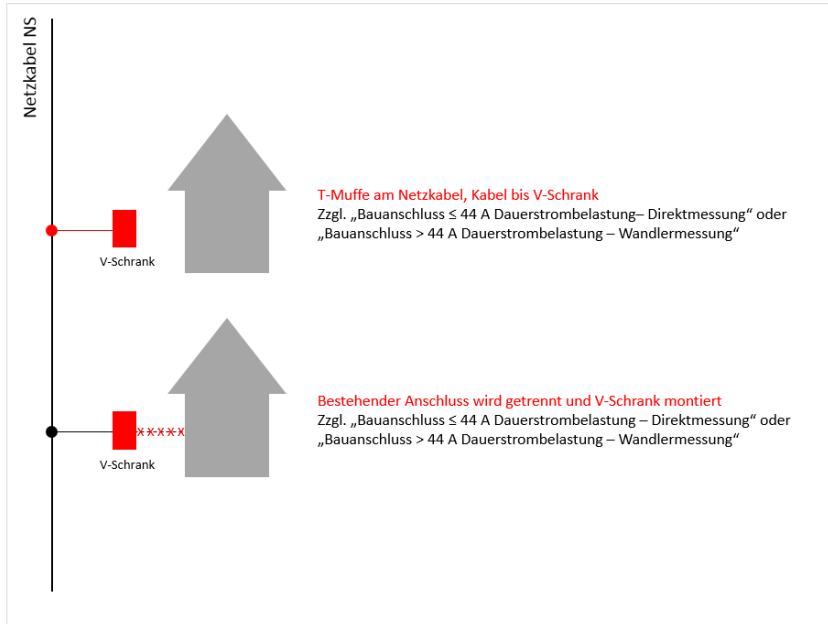 Netzkabel NS
T-Muffe am Netzkabel, Kabel bis V-Schrank
Zzgl. „Bauanschluss ≤ 44 A Dauerstrombelastung– Direktmessung“ oder
„Bauanschluss > 44 A Dauerstrombelastung – Wandlermessung“
V-Schrank
Bestehender Anschluss wird getrennt und V-Schrank montiert
Zzgl. „Bauanschluss ≤ 44 A Dauerstrombelastung – Direktmessung“ oder
„Bauanschluss > 44 A Dauerstrombelastung – Wandlermessung“
x-x-x-x-x
V-Schrank